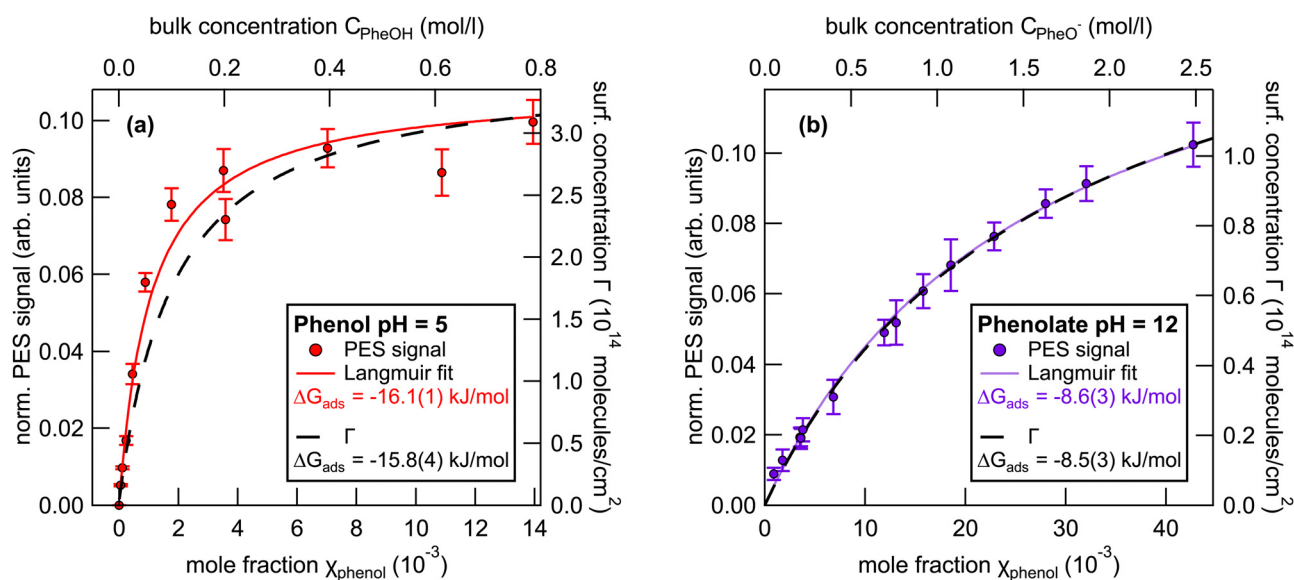 bulk concentration C_PheOH (mol/l)
0.0 0.2 0.4 0.6 0.8
(a)
norm. PES signal (arb. units)
0.10
0.08
0.06
0.04
0.02
0.00
surf. concentration Γ (10^14 molecules/cm^2)
3.0
2.5
2.0
1.5
1.0
0.5
0.0
Phenol pH = 5
PES signal
Langmuir fit
ΔG_ads = -16.1(1) kJ/mol
Γ
ΔG_ads = -15.8(4) kJ/mol
0 2 4 6 8 10 12 14
mole fraction χ_phenol (10^-3)
bulk concentration C_PheO^- (mol/l)
0.0 0.5 1.0 1.5 2.0 2.5
(b)
norm. PES signal (arb. units)
0.10
0.08
0.06
0.04
0.02
0.00
surf. concentration Γ (10^14 molecules/cm^2)
1.0
0.8
0.6
0.4
0.2
0.0
Phenolate pH = 12
PES signal
Langmuir fit
ΔG_ads = -8.6(3) kJ/mol
Γ
ΔG_ads = -8.5(3) kJ/mol
0 10 20 30 40
mole fraction χ_phenol (10^-3)